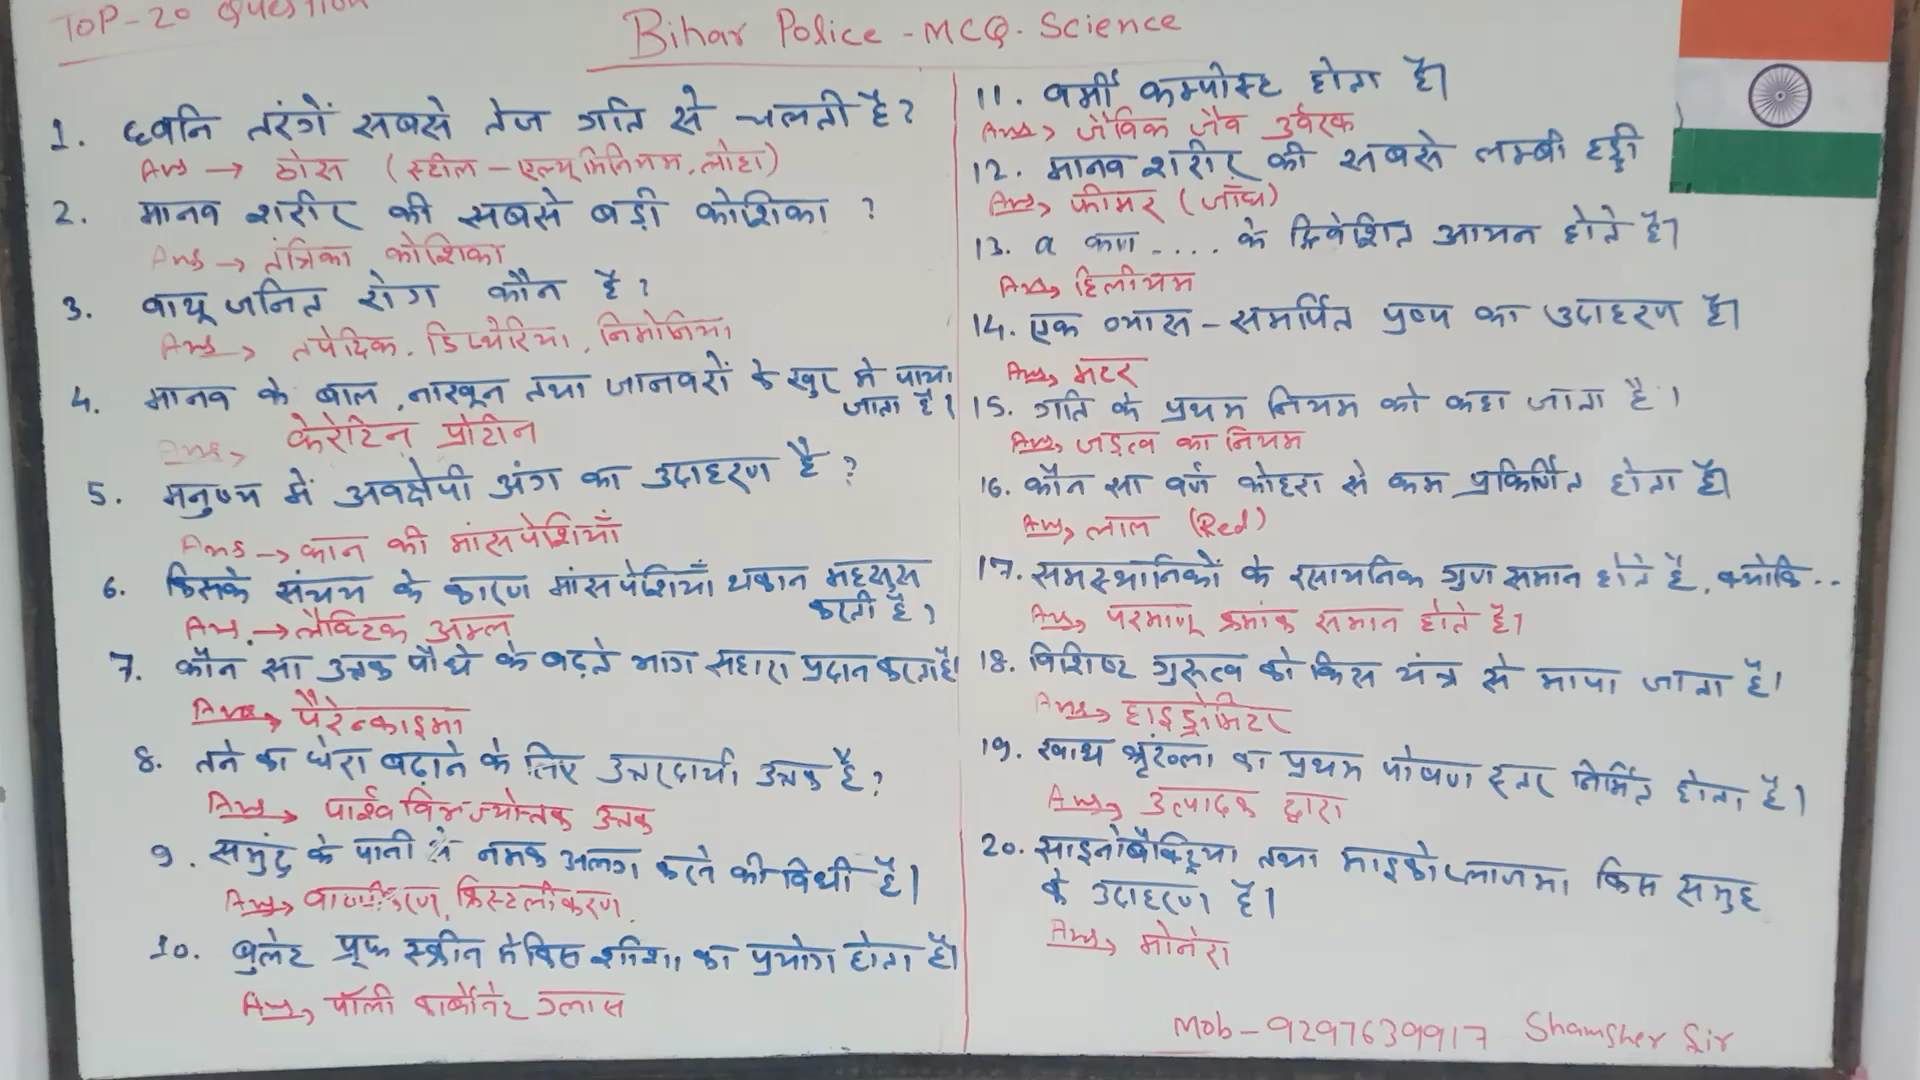 TOP-20 Question
Bihar Police - MCQ. Science
1. ध्वनि तरंगें सबसे तेज गति से चलती है?
Ans → ठोस (स्टील - एल्यूमिनियम, लोहा)
2. मानव शरीर की सबसे बड़ी कोशिका ?
Ans → तंत्रिका कोशिका
3. वायू जनित रोग कौन है?
Ans → तपेदिक. डिप्थेरिया, निमोनिया
4. मानव के बाल, नाखून तथा जानवरों के खुर मे पाया
जाता है।
Ans → केरेटिन प्रोटीन
5. मनुष्य में अवक्षेपी अंग का उदाहरण है ?
Ans → कान की मांसपेशियाँ
6. किसके संचय के कारण मांसपेशियाँ थकान महसूस
करती है।
Ans. → लैक्टिक अम्ल
7. कौन सा उत्तक पौधे के बढ़ते भाग सहारा प्रदान करता है।
Ans → पैरेन्काइमा
8. तने का घेरा बढ़ाने के लिए उत्तरदायी उत्तक है?
Ans → पार्श्व विभज्योत्तक उत्तक
9. समुंद्र के पानी से नमक अलग करने की विधी है।
Ans → वाष्पीकरण, क्रिस्टलीकरण.
10. बुलेट प्रूफ स्क्रीन मे किस शीशा का प्रयोग होता है।
Ans → पॉली कार्बोनेट ग्लास
11. वर्मी कम्पोस्ट होता है।
Ans → जैविक जैव उर्वरक
12. मानव शरीर की सबसे लम्बी हड्डी
Ans → फीमर (जाँघ)
13. α कण .... के द्विवेशित आयन होते है।
Ans → हिलीयम
14. एक व्यास - समर्पित पुष्प का उदाहरण है।
Ans → मटर
15. गति के प्रथम नियम को कहा जाता है।
Ans → जड़त्व का नियम
16. कौन सा वर्ण कोहरा से कम प्रकिर्णित होता है।
Ans → लाल (Red)
17. समस्थानिकों के रसायनिक गुण समान होते है, क्योकि..
Ans → परमाणू क्रमांक समान होते है।
18. विशिष्ट गुरुत्व को किस यंत्र से मापा जाता है।
Ans → हाइड्रोमिटर
19. खाद्य श्रृंख्ला का प्रथम पोषण स्तर निर्मित होता है।
Ans → उत्पादक द्वारा
20. साइनोबैक्ट्रिया तथा माइकोप्लाजमा किस समुह
के उदाहरण है।
Ans → मोनेरा
Mob - 9297639917 Shamsher Sir